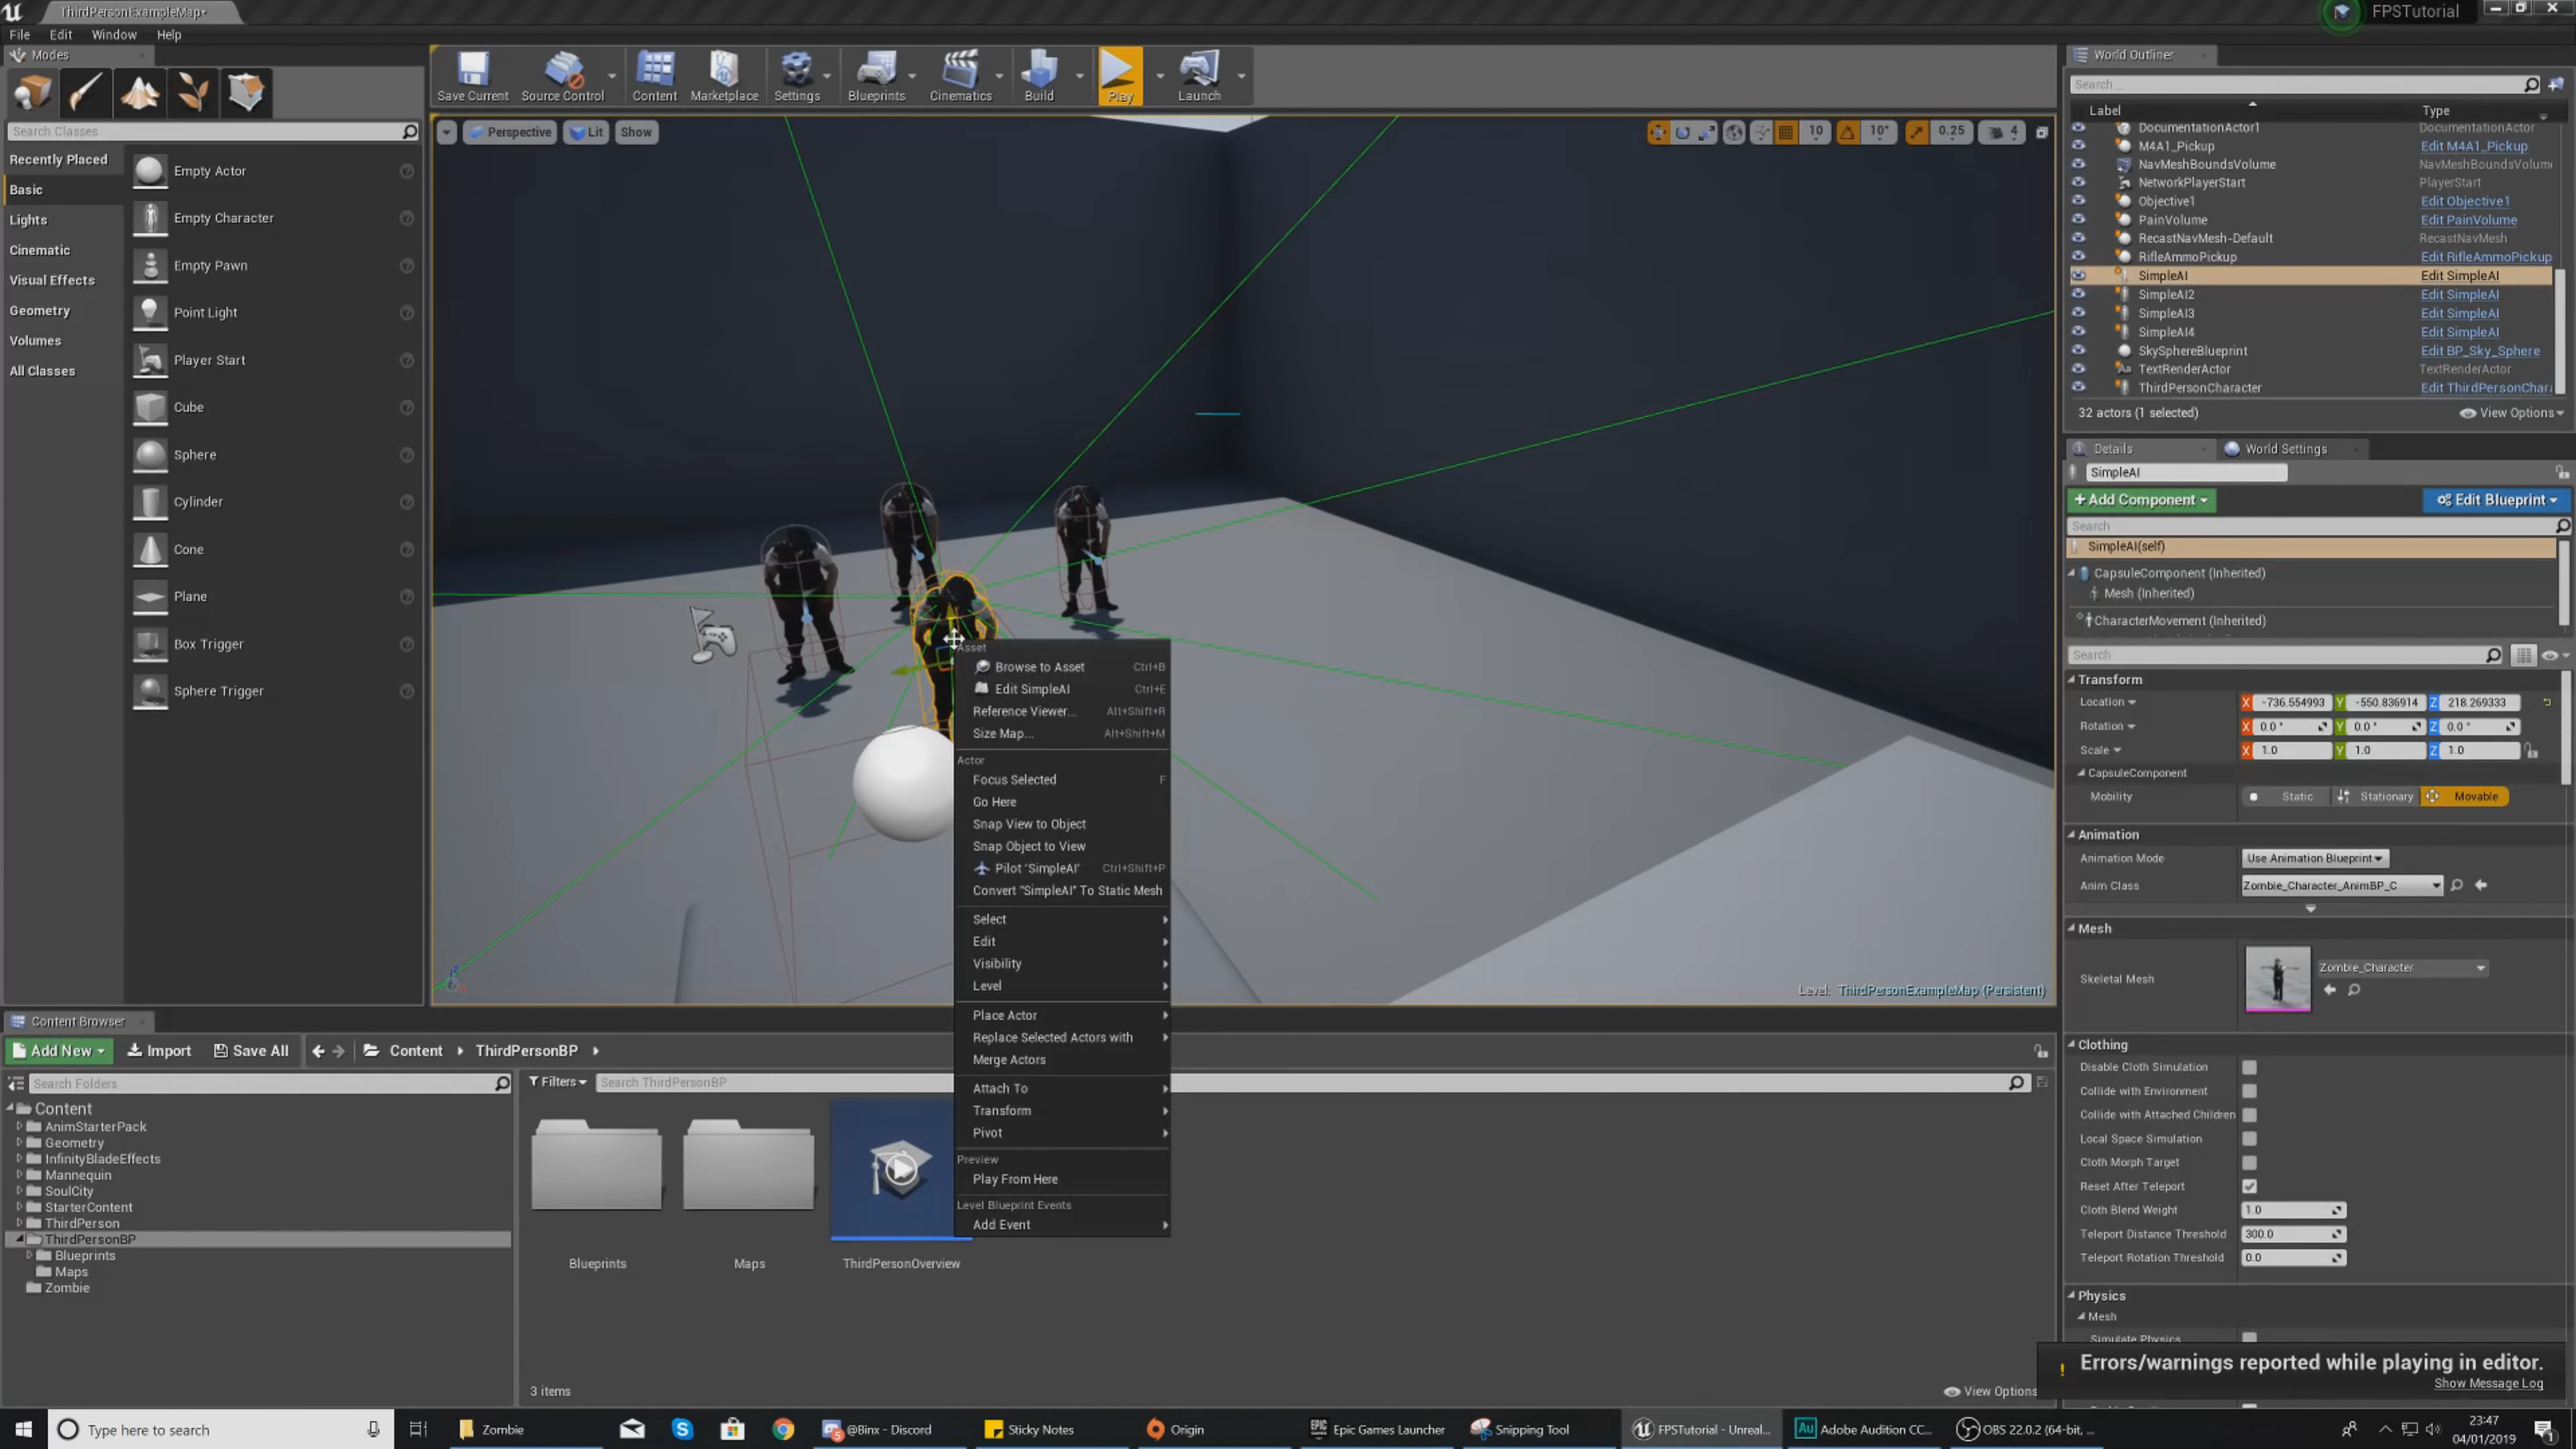 ThirdPersonExampleMap•
FPSTutorial
File Edit Window Help
Modes
Search Classes
Recently Placed
Basic
Lights
Cinematic
Visual Effects
Geometry
Volumes
All Classes
Empty Actor
Empty Character
Empty Pawn
Point Light
Player Start
Cube
Sphere
Cylinder
Cone
Plane
Box Trigger
Sphere Trigger
Save Current Source Control Content Marketplace Settings Blueprints Cinematics Build Play Launch
Perspective Lit Show
10 10° 0.25 4
Asset
Browse to Asset Ctrl+B
Edit SimpleAI Ctrl+E
Reference Viewer... Alt+Shift+R
Size Map... Alt+Shift+M
Actor
Focus Selected F
Go Here
Snap View to Object
Snap Object to View
Pilot 'SimpleAI' Ctrl+Shift+P
Convert "SimpleAI" To Static Mesh
Select
Edit
Visibility
Level
Place Actor
Replace Selected Actors with
Merge Actors
Attach To
Transform
Pivot
Preview
Play From Here
Level Blueprint Events
Add Event
Level: ThirdPersonExampleMap (Persistent)
World Outliner
Search...
Label Type
DocumentationActor1 DocumentationActor
M4A1_Pickup Edit M4A1_Pickup
NavMeshBoundsVolume NavMeshBoundsVolum
NetworkPlayerStart PlayerStart
Objective1 Edit Objective1
PainVolume Edit PainVolume
RecastNavMesh-Default RecastNavMesh
RifleAmmoPickup Edit RifleAmmoPickup
SimpleAI Edit SimpleAI
SimpleAI2 Edit SimpleAI
SimpleAI3 Edit SimpleAI
SimpleAI4 Edit SimpleAI
SkySphereBlueprint Edit BP_Sky_Sphere
TextRenderActor TextRenderActor
ThirdPersonCharacter Edit ThirdPersonChar
32 actors (1 selected) View Options
Details World Settings
SimpleAI
+Add Component Edit Blueprint
Search
SimpleAI(self)
CapsuleComponent (Inherited)
Mesh (Inherited)
CharacterMovement (Inherited)
Search
Transform
Location X -736.554993 Y -550.836914 Z 218.269333
Rotation X 0.0° Y 0.0° Z 0.0°
Scale X 1.0 Y 1.0 Z 1.0
CapsuleComponent
Mobility Static Stationary Movable
Animation
Animation Mode Use Animation Blueprint
Anim Class Zombie_Character_AnimBP_C
Mesh
Skeletal Mesh Zombie_Character
Clothing
Disable Cloth Simulation
Collide with Environment
Collide with Attached Children
Local Space Simulation
Cloth Morph Target
Reset After Teleport
Cloth Blend Weight 1.0
Teleport Distance Threshold 300.0
Teleport Rotation Threshold 0.0
Physics
Mesh
Simulate Physics
Errors/warnings reported while playing in editor.
Show Message Log
Content Browser
Add New Import Save All Content ThirdPersonBP
Search Folders
Filters Search ThirdPersonBP
Content
AnimStarterPack
Geometry
InfinityBladeEffects
Mannequin
SoulCity
StarterContent
ThirdPerson
ThirdPersonBP
Blueprints
Maps
Zombie
Blueprints Maps ThirdPersonOverview
3 items View Options
Type here to search Zombie @Binx - Discord Sticky Notes Origin Epic Games Launcher Snipping Tool FPSTutorial - Unreal... Adobe Audition CC... OBS 22.0.2 (64-bit, ...
23:47
04/01/2019